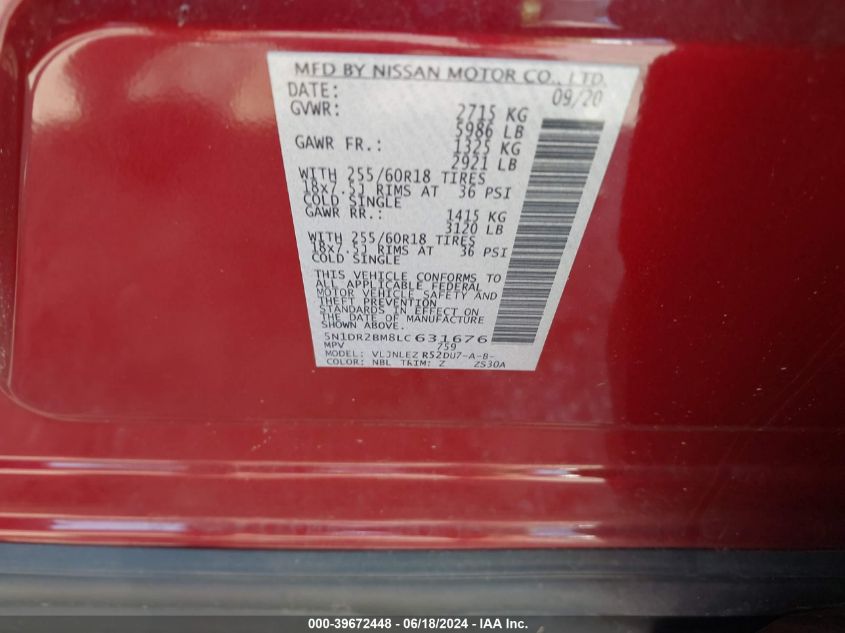 MFD BY NISSAN MOTOR CO., LTD.
DATE: 09/20
GVWR: 2715 KG
5986 LB
GAWR FR.: 1325 KG
2921 LB
WITH 255/60R18 TIRES
18x7.5J RIMS AT 36 PSI
COLD SINGLE
GAWR RR.: 1415 KG
3120 LB
WITH 255/60R18 TIRES
18x7.5J RIMS AT 36 PSI
COLD SINGLE
THIS VEHICLE CONFORMS TO
ALL APPLICABLE FEDERAL
MOTOR VEHICLE SAFETY AND
THEFT PREVENTION
STANDARDS IN EFFECT ON
THE DATE OF MANUFACTURE
SHOWN ABOVE.
5N1DR2BM8LC631676
MPV 759
MODEL: VLJNLEZ R52DU7-A-B-
COLOR: NBL TRIM: Z ZS30A
000-39672448 - 06/18/2024 - IAA Inc.